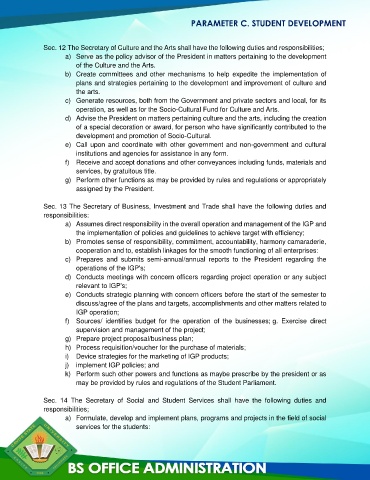 PARAMETER C. STUDENT DEVELOPMENT
Sec. 12 The Secretary of Culture and the Arts shall have the following duties and responsibilities;
a) Serve as the policy advisor of the President in matters pertaining to the development
of the Culture and the Arts.
b) Create committees and other mechanisms to help expedite the implementation of
plans and strategies pertaining to the development and improvement of culture and
the arts.
c) Generate resources, both from the Government and private sectors and local, for its
operation, as well as for the Socio-Cultural Fund for Culture and Arts.
d) Advise the President on matters pertaining culture and the arts, including the creation
of a special decoration or award, for person who have significantly contributed to the
development and promotion of Socio-Cultural.
e) Call upon and coordinate with other government and non-government and cultural
institutions and agencies for assistance in any form.
f) Receive and accept donations and other conveyances including funds, materials and
services, by gratuitous title.
g) Perform other functions as may be provided by rules and regulations or appropriately
assigned by the President.
Sec. 13 The Secretary of Business, Investment and Trade shall have the following duties and
responsibilities;
a) Assumes direct responsibility in the overall operation and management of the IGP and
the implementation of policies and guidelines to achieve target with efficiency;
b) Promotes sense of responsibility, commitment, accountability, harmony camaraderie,
cooperation and to, establish linkages for the smooth functioning of all enterprises:
c) Prepares and submits semi-annual/annual reports to the President regarding the
operations of the IGP's;
d) Conducts meetings with concern officers regarding project operation or any subject
relevant to IGP's;
e) Conducts strategic planning with concern officers before the start of the semester to
discuss/agree of the plans and targets, accomplishments and other matters related to
IGP operation;
f) Sources/ identifies budget for the operation of the businesses; g. Exercise direct
supervision and management of the project;
g) Prepare project proposal/business plan;
h) Process requisition/voucher for the purchase of materials;
i) Device strategies for the marketing of IGP products;
j) implement IGP policies; and
k) Perform such other powers and functions as maybe prescribe by the president or as
may be provided by rules and regulations of the Student Parliament.
Sec. 14 The Secretary of Social and Student Services shall have the following duties and
responsibilities;
a) Formulate, develop and implement plans, programs and projects in the field of social
services for the students:
BS OFFICE ADMINISTRATION